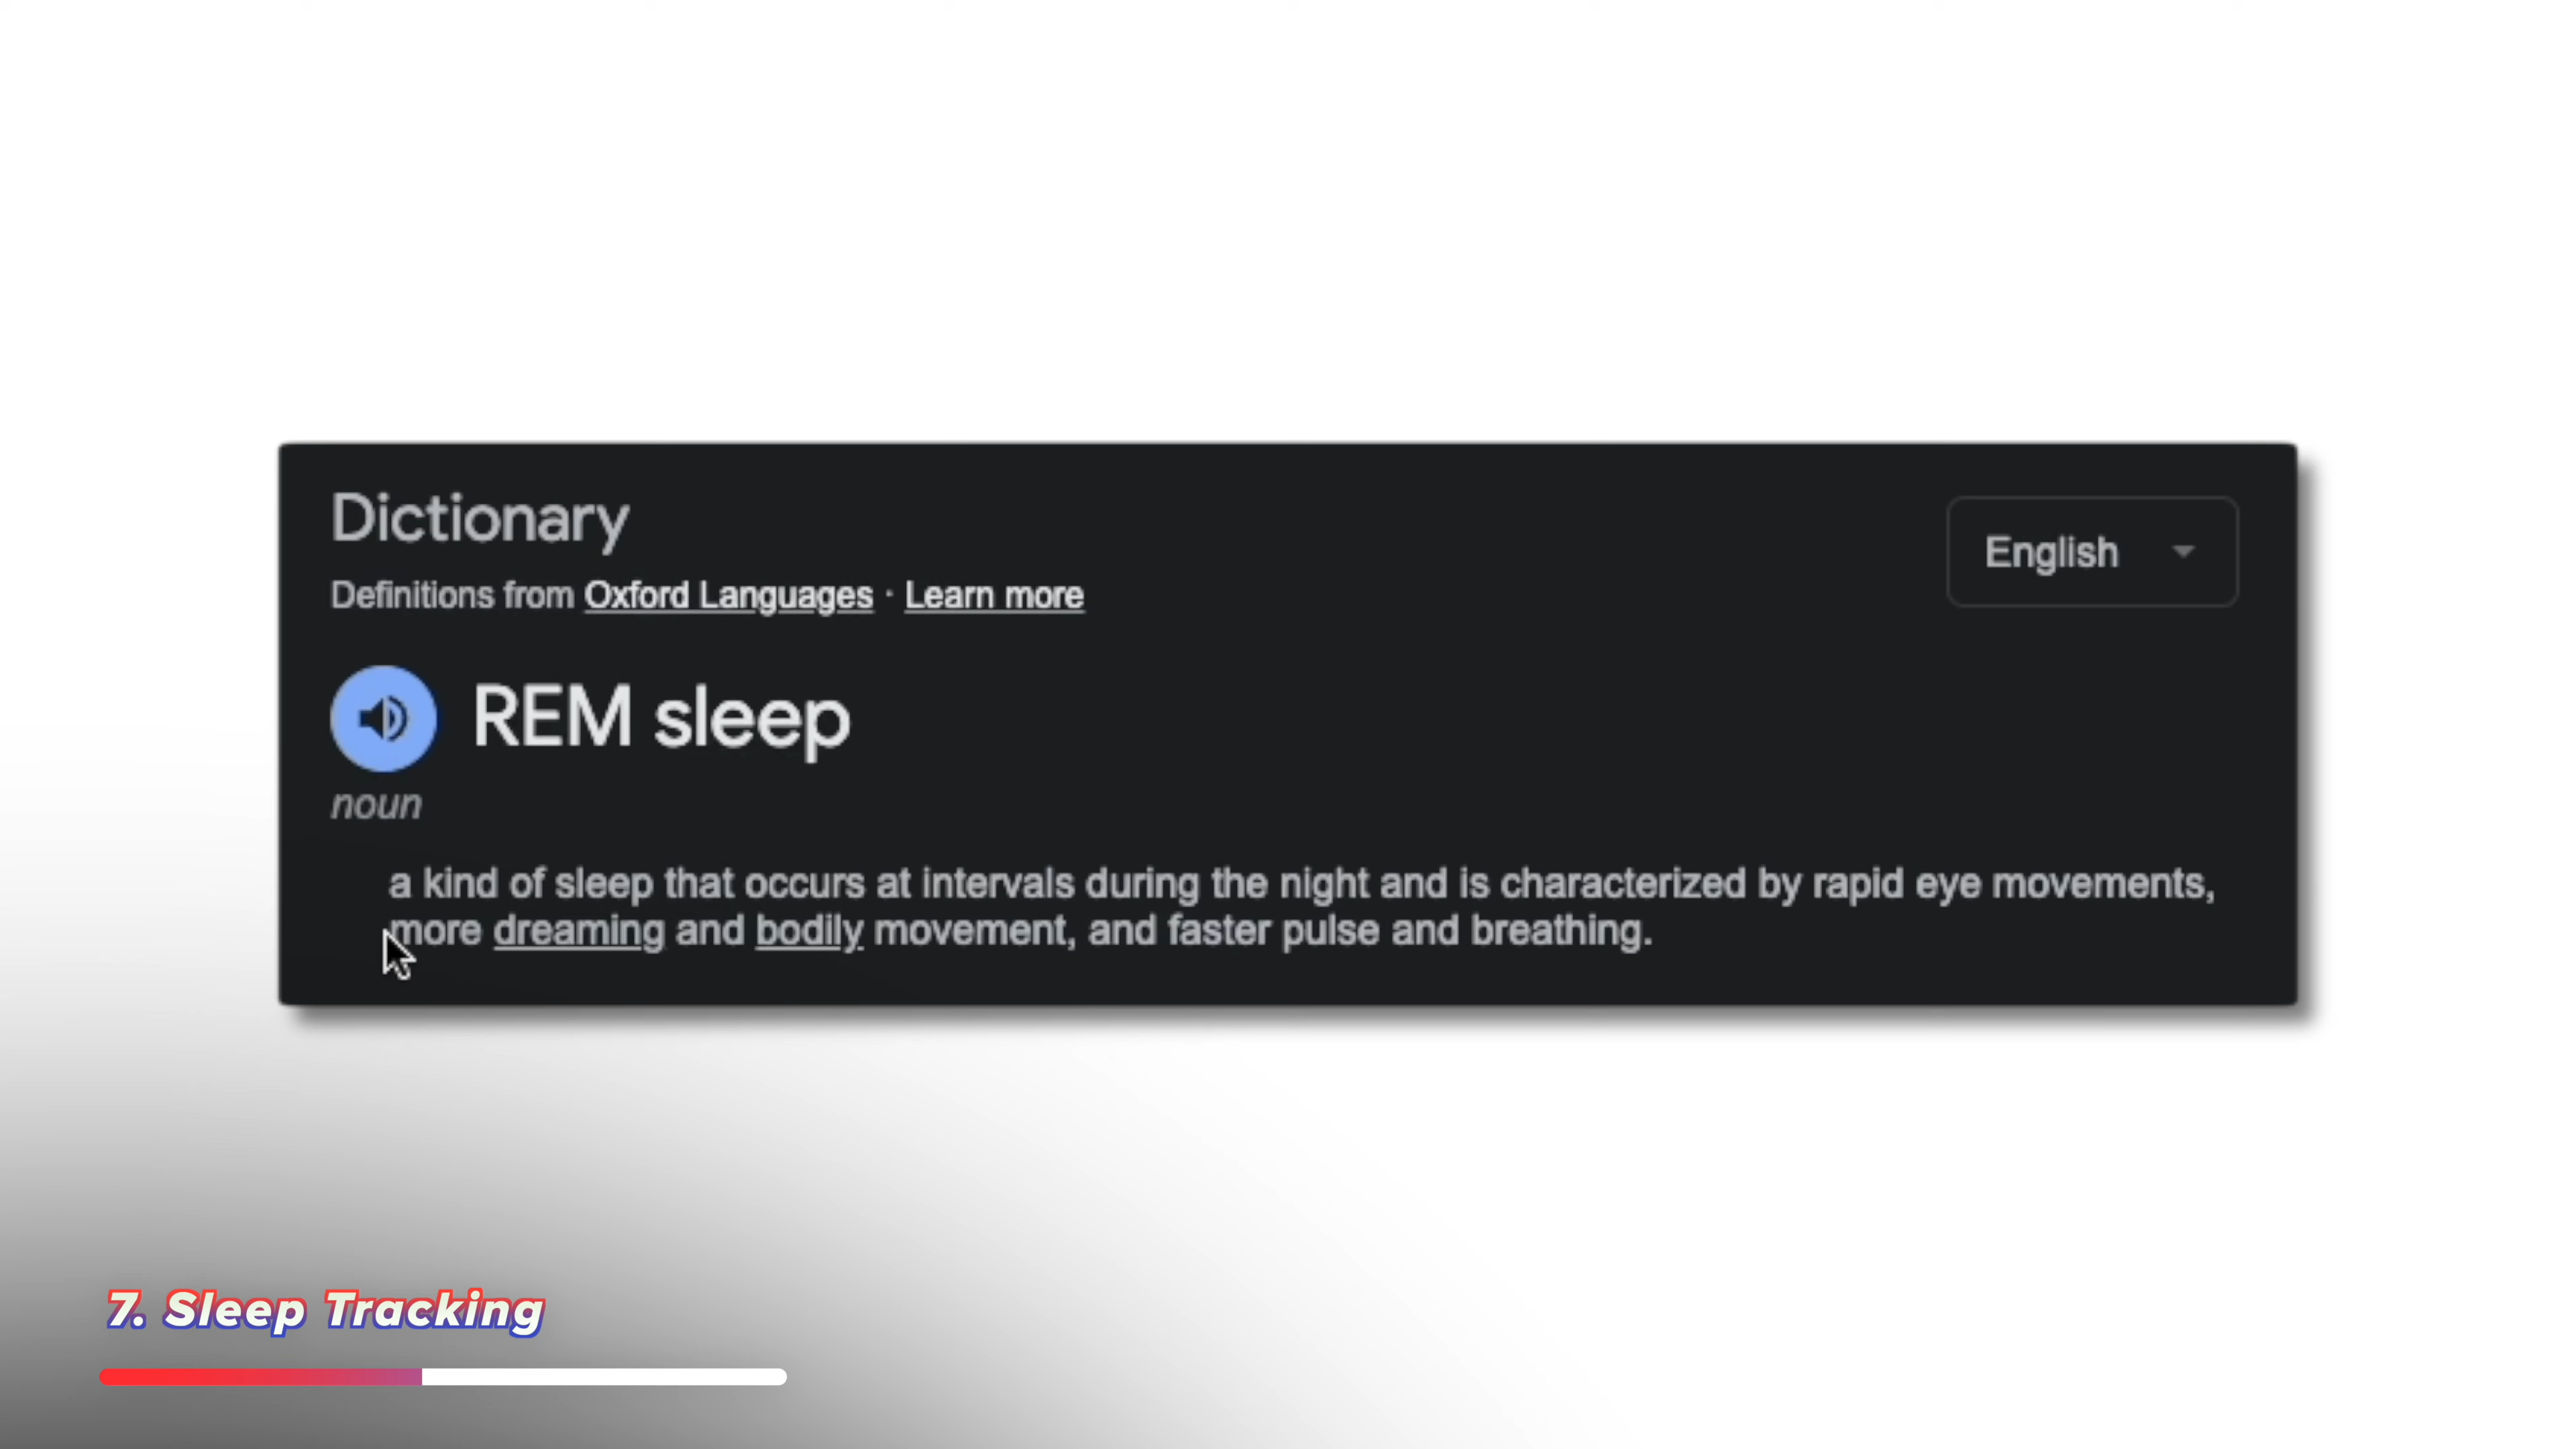 Dictionary
English
Definitions from Oxford Languages · Learn more
REM sleep
noun
a kind of sleep that occurs at intervals during the night and is characterized by rapid eye movements,
more dreaming and bodily movement, and faster pulse and breathing.
7. Sleep Tracking